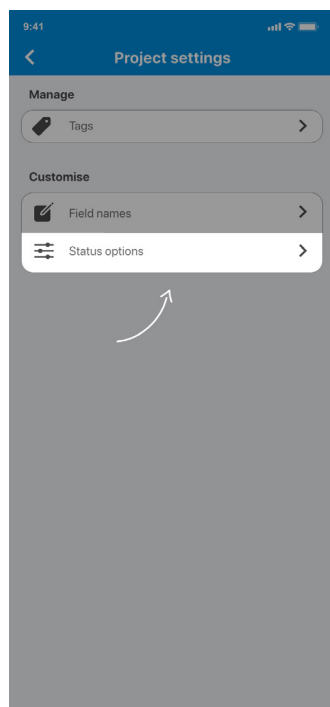 9:41
Project settings
Manage
Tags
Customise
Field names
Status options